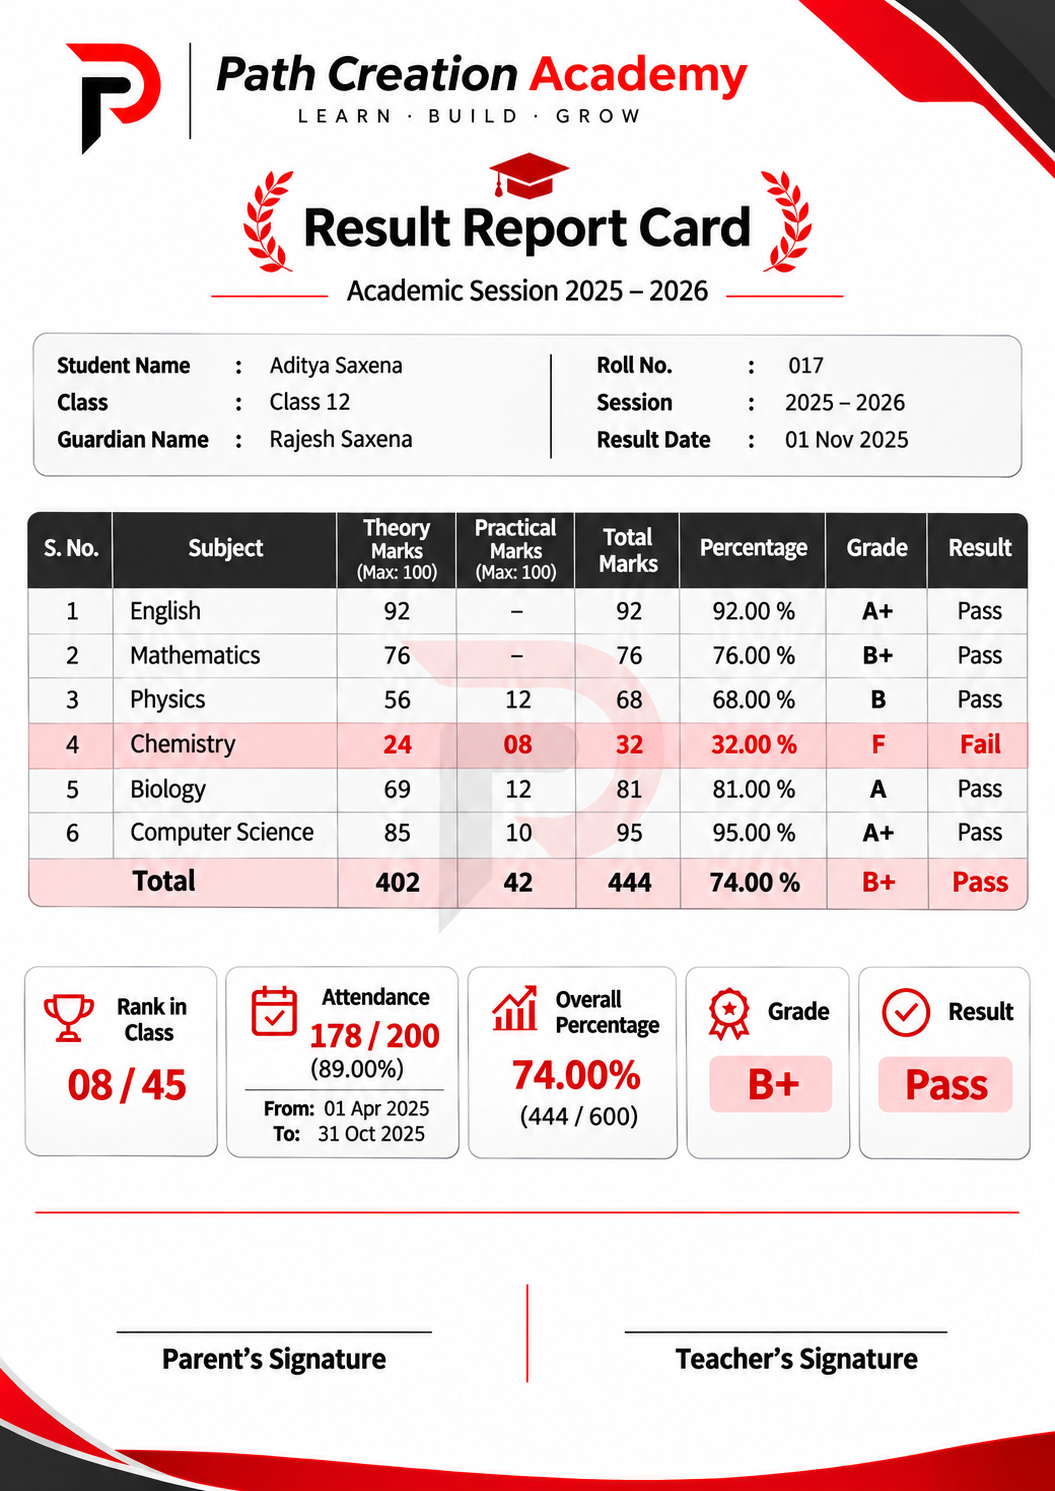 Path Creation Academy
LEARN · BUILD · GROW
Result Report Card
Academic Session 2025 – 2026
Student Name : Aditya Saxena Roll No. : 017
Class : Class 12 Session : 2025 – 2026
Guardian Name : Rajesh Saxena Result Date : 01 Nov 2025
S. No. Subject Theory Marks (Max: 100) Practical Marks (Max: 100) Total Marks Percentage Grade Result
1 English 92 – 92 92.00 % A+ Pass
2 Mathematics 76 – 76 76.00 % B+ Pass
3 Physics 56 12 68 68.00 % B Pass
4 Chemistry 24 08 32 32.00 % F Fail
5 Biology 69 12 81 81.00 % A Pass
6 Computer Science 85 10 95 95.00 % A+ Pass
Total 402 42 444 74.00 % B+ Pass
Rank in Class
08 / 45
Attendance
178 / 200
(89.00%)
From: 01 Apr 2025
To: 31 Oct 2025
Overall Percentage
74.00%
(444 / 600)
Grade
B+
Result
Pass
Parent's Signature Teacher's Signature